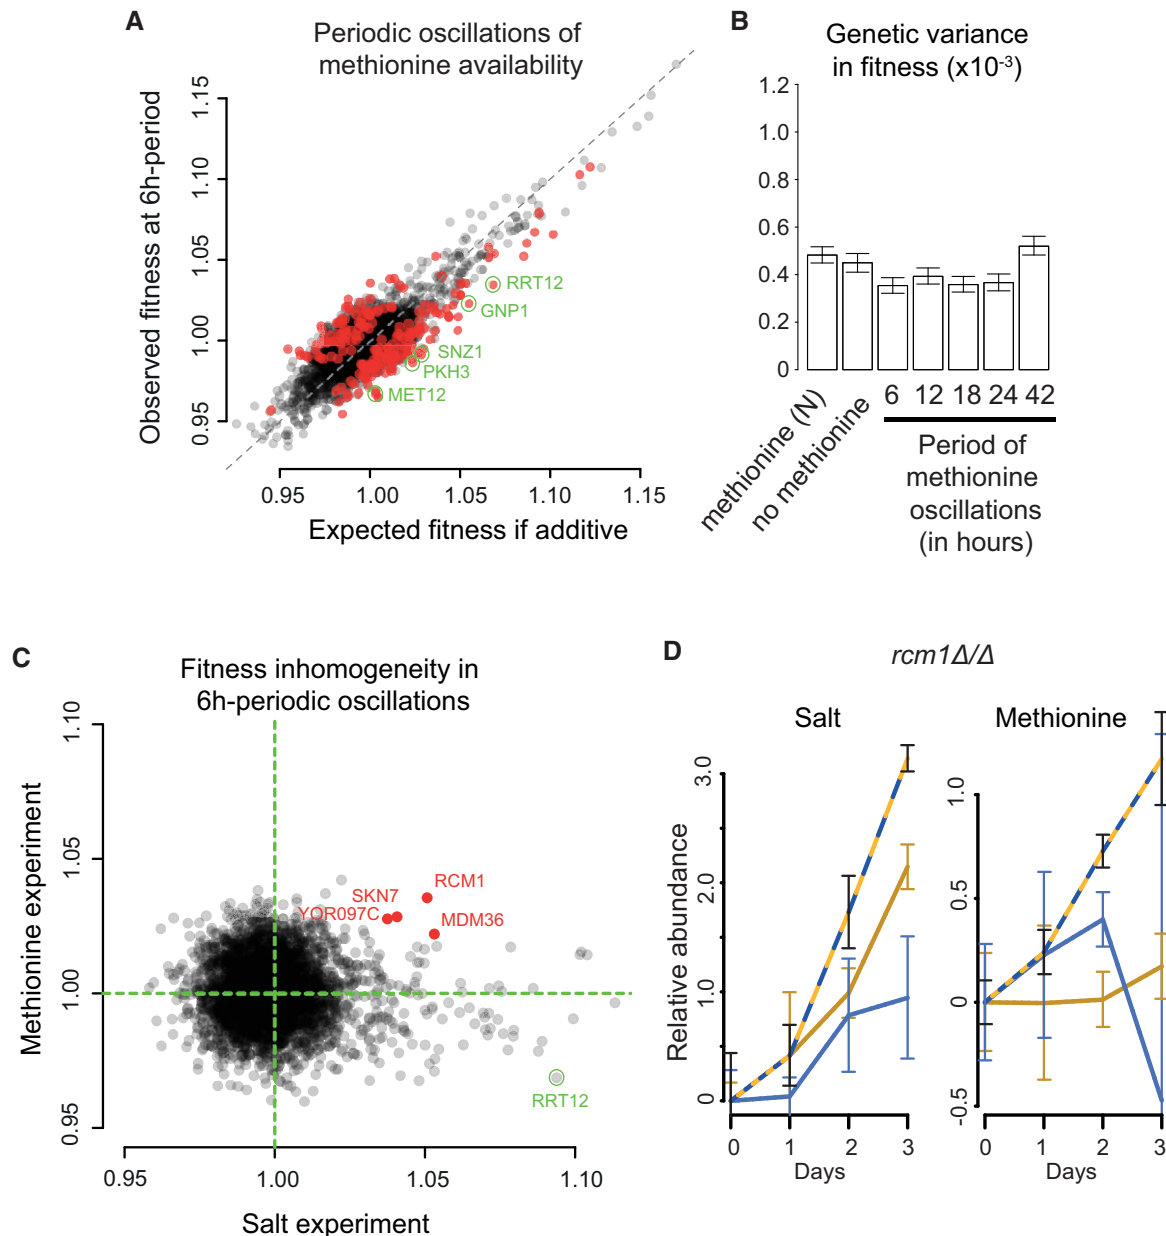 A
Periodic oscillations of
methionine availability
Observed fitness at 6h-period
1.15
1.10
1.05
1.00
0.95
RRT12
GNP1
SNZ1
PKH3
MET12
0.95 1.00 1.05 1.10 1.15
Expected fitness if additive
B
Genetic variance
in fitness (x10-3)
1.2
1.0
0.8
0.6
0.4
0.2
0
methionine (N)
no methionine
6 12 18 24 42
Period of
methionine
oscillations
(in hours)
C
Fitness inhomogeneity in
6h-periodic oscillations
Methionine experiment
1.10
1.05
1.00
0.95
RCM1
SKN7
YOR097C
MDM36
RRT12
0.95 1.00 1.05 1.10
Salt experiment
D
rcm1Δ/Δ
Salt
Relative abundance
3.0
2.0
1.0
0
0 1 2 3
Days
Methionine
1.0
0.5
0
-0.5
0 1 2 3
Days